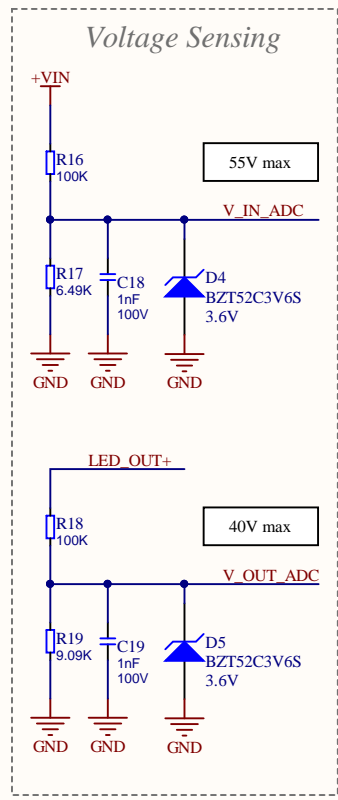 Voltage Sensing
+VIN
R16
100K
55V max
V_IN_ADC
R17
6.49K
C18
1nF
100V
D4
BZT52C3V6S
3.6V
GND
GND
GND
LED_OUT+
R18
100K
40V max
V_OUT_ADC
R19
9.09K
C19
1nF
100V
D5
BZT52C3V6S
3.6V
GND
GND
GND